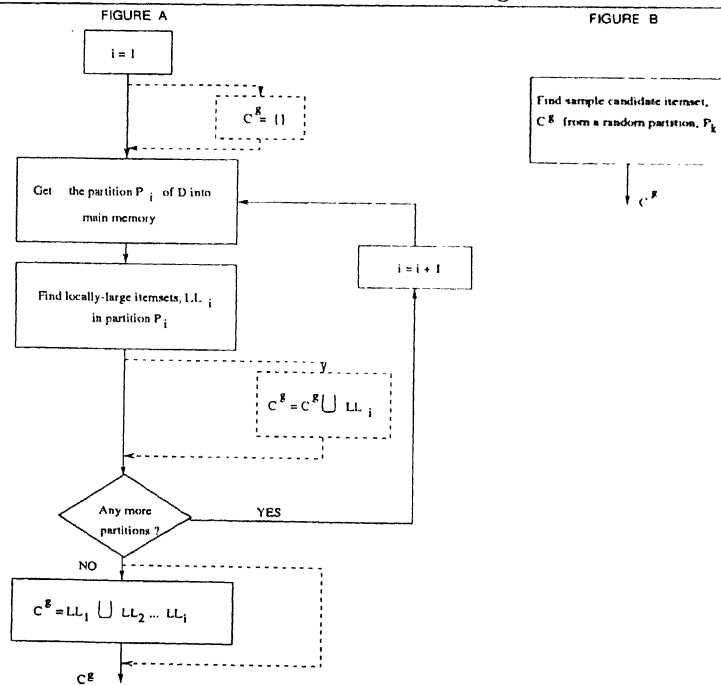 FIGURE A
i = 1
C^g = {}
Get the partition P_i of D into
main memory
Find locally-large itemsets, LL_i
in partition P_i
C^g = C^g ∪ LL_i
i = i + 1
Any more
partitions ?
YES
NO
C^g = LL_1 ∪ LL_2 ... LL_i
C^g
FIGURE B
Find sample candidate itemset,
C^g from a random partition, P_k
C^g